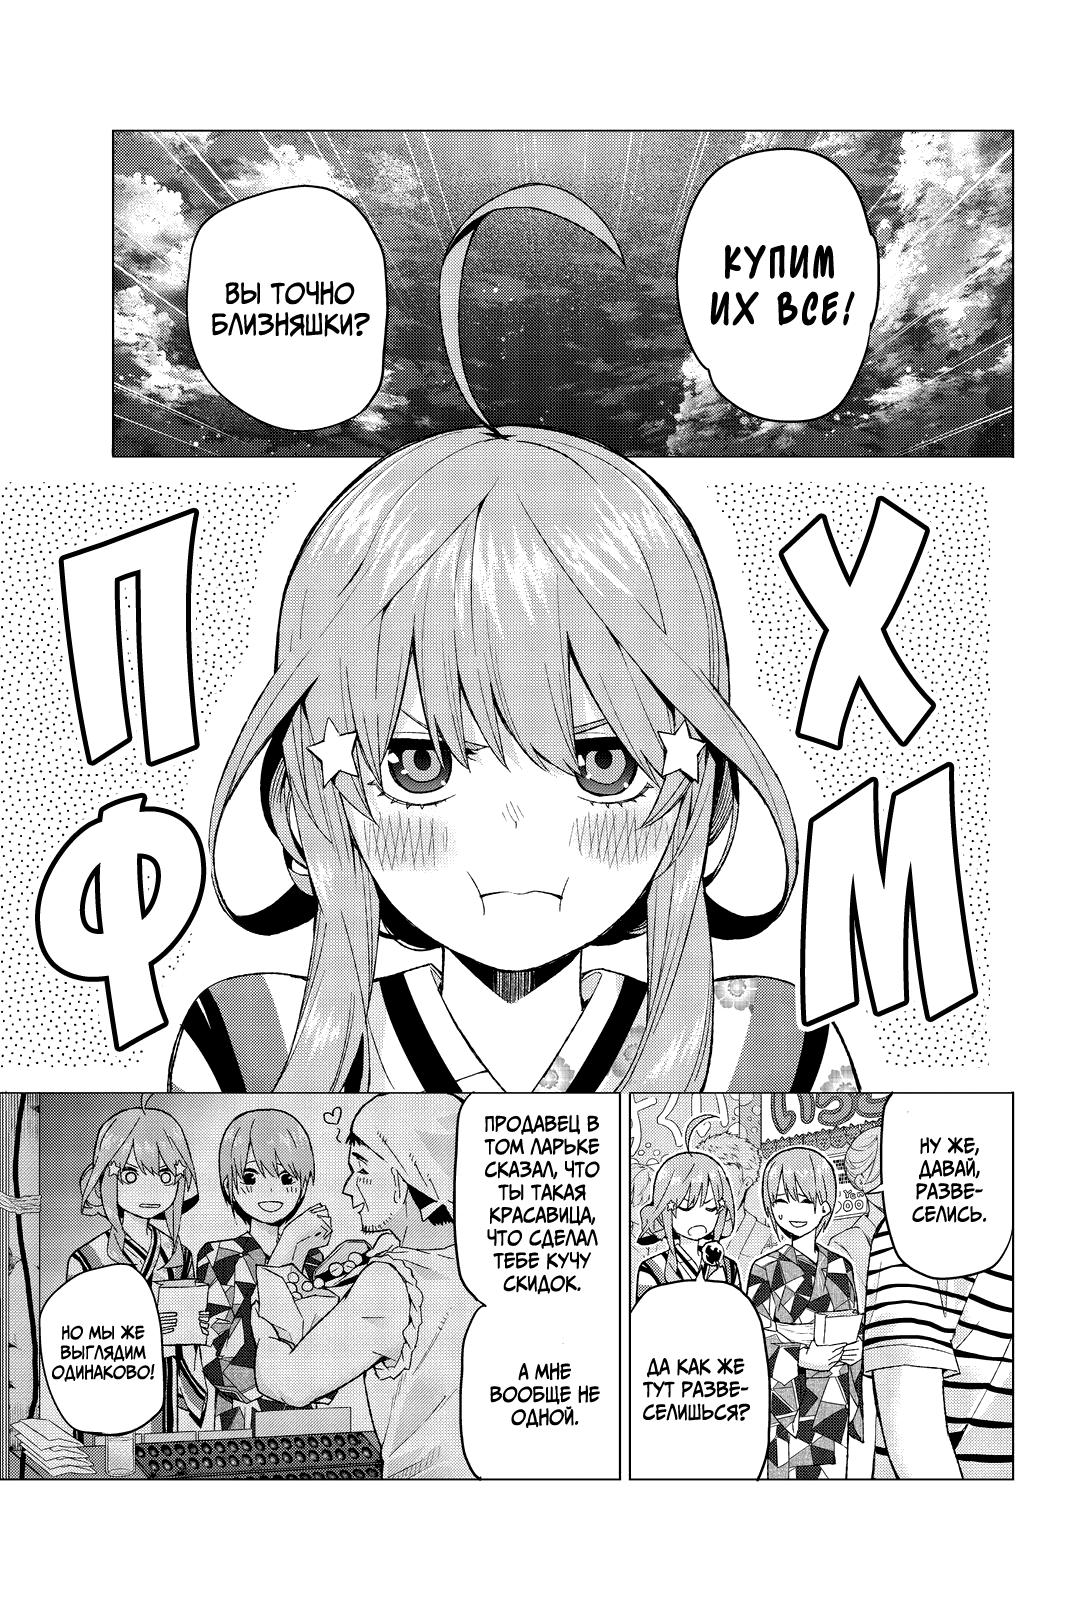 КУПИМ
ИХ ВСЕ!
ВЫ ТОЧНО
БЛИЗНЯШКИ?
Х
М
П
Ф
НУ ЖЕ,
ДАВАЙ,
РАЗВЕ-
СЕЛИСЬ.
ДА КАК ЖЕ
ТУТ РАЗВЕ-
СЕЛИШЬСЯ?
ПРОДАВЕЦ В
ТОМ ЛАРЬКЕ
СКАЗАЛ, ЧТО
ТЫ ТАКАЯ
КРАСАВИЦА,
ЧТО СДЕЛАЛ
ТЕБЕ КУЧУ
СКИДОК.
А МНЕ
ВООБЩЕ НЕ
ОДНОЙ.
НО МЫ ЖЕ
ВЫГЛЯДИМ
ОДИНАКОВО!